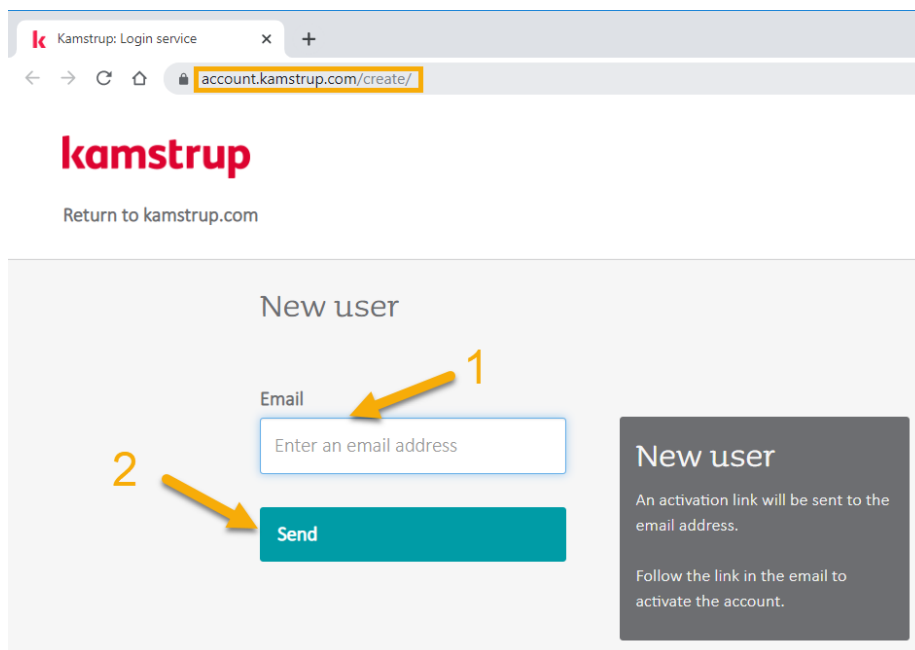 Kamstrup: Login service
account.kamstrup.com/create/
kamstrup
Return to kamstrup.com
New user
1
Email
Enter an email address
2
Send
New user
An activation link will be sent to the
email address.
Follow the link in the email to
activate the account.